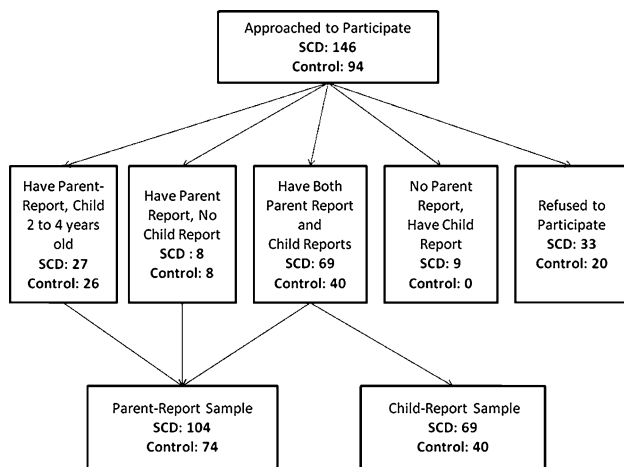 Approached to Participate
SCD: 146
Control: 94
Have Parent-
Report, Child
2 to 4 years
old
SCD: 27
Control: 26
Have Parent
Report, No
Child Report
SCD : 8
Control: 8
Have Both
Parent Report
and
Child Reports
SCD: 69
Control: 40
No Parent
Report,
Have Child
Report
SCD: 9
Control: 0
Refused to
Participate
SCD: 33
Control: 20
Parent-Report Sample
SCD: 104
Control: 74
Child-Report Sample
SCD: 69
Control: 40